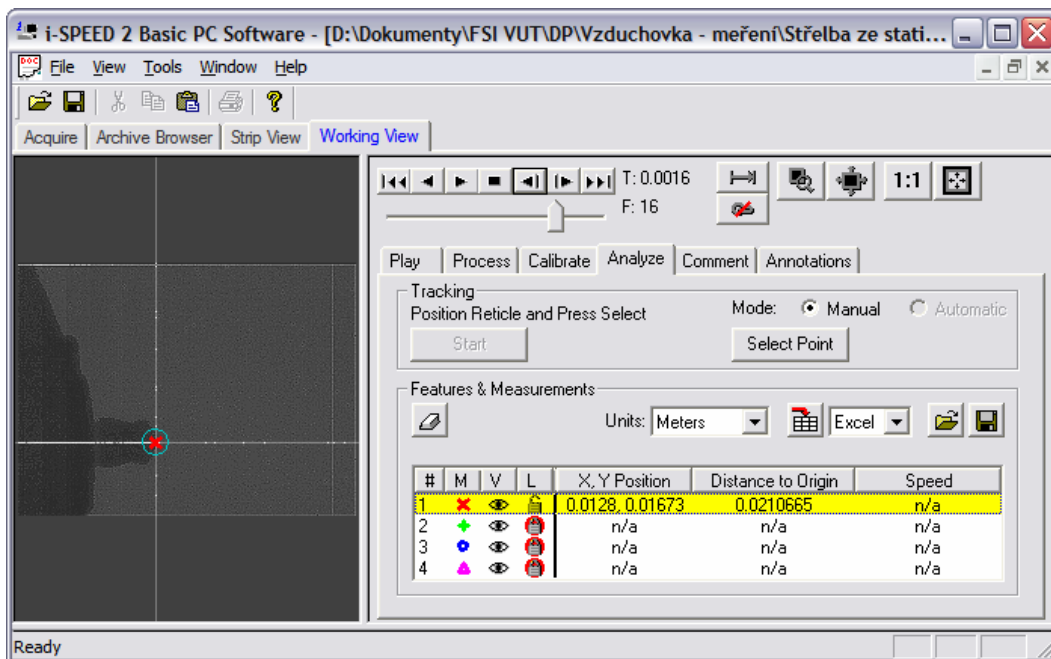 i-SPEED 2 Basic PC Software - [D:\Dokumenty\FSI VUT\DP\Vzduchovka - meření\Střelba ze stati...
File View Tools Window Help
Acquire Archive Browser Strip View Working View
T: 0.0016
1:1
F: 16
Play Process Calibrate Analyze Comment Annotations
Tracking
Position Reticle and Press Select Mode: Manual Automatic
Start Select Point
Features & Measurements
Units: Meters Excel
# M V L X, Y Position Distance to Origin Speed
1 0.0128, 0.01673 0.0210665 n/a
2 n/a n/a n/a
3 n/a n/a n/a
4 n/a n/a n/a
Ready